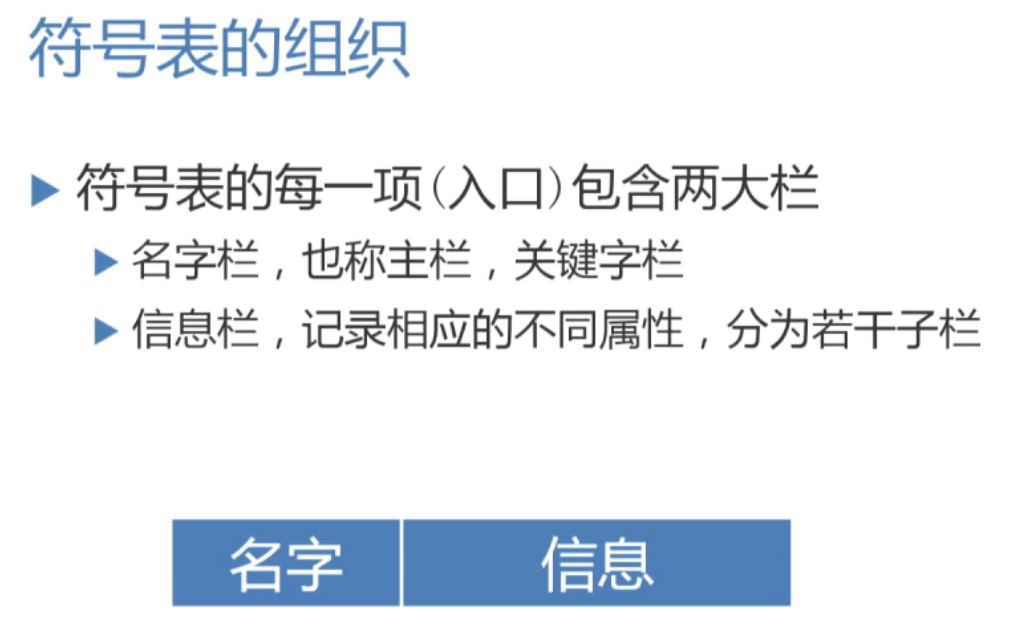 符号表的组织
符号表的每一项(入口)包含两大栏
名字栏，也称主栏，关键字栏
信息栏，记录相应的不同属性，分为若干子栏
名字 信息